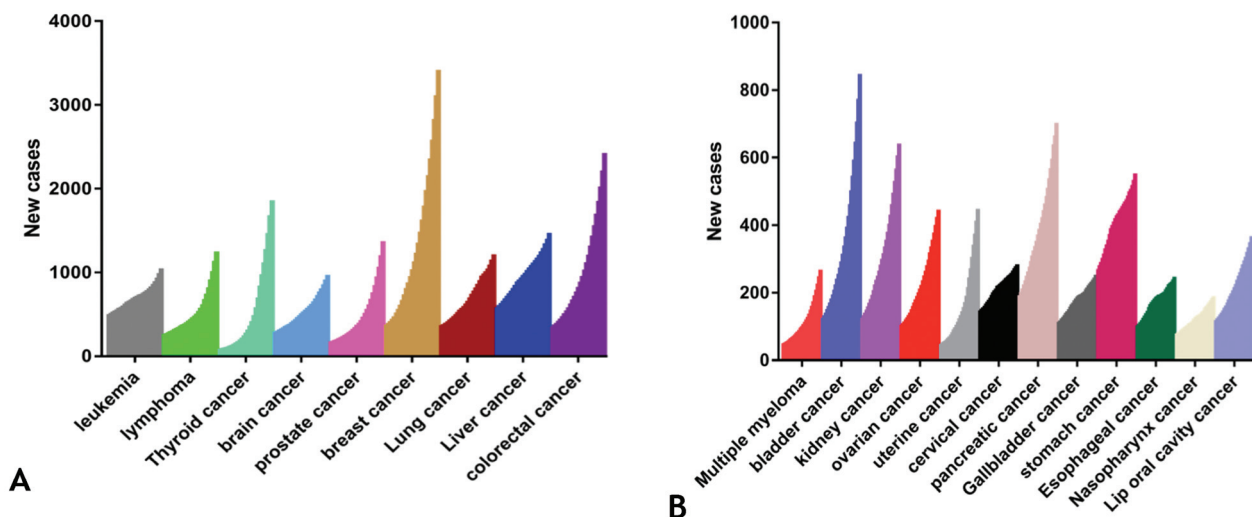 4000
3000
2000
1000
0
New cases
leukemia
lymphoma
Thyroid cancer
brain cancer
prostate cancer
breast cancer
Lung cancer
Liver cancer
colorectal cancer
A
1000
800
600
400
200
0
New cases
Multiple myeloma
bladder cancer
kidney cancer
ovarian cancer
uterine cancer
cervical cancer
pancreatic cancer
Gallbladder cancer
stomach cancer
Esophageal cancer
Nasopharynx cancer
Lip oral cavity cancer
B